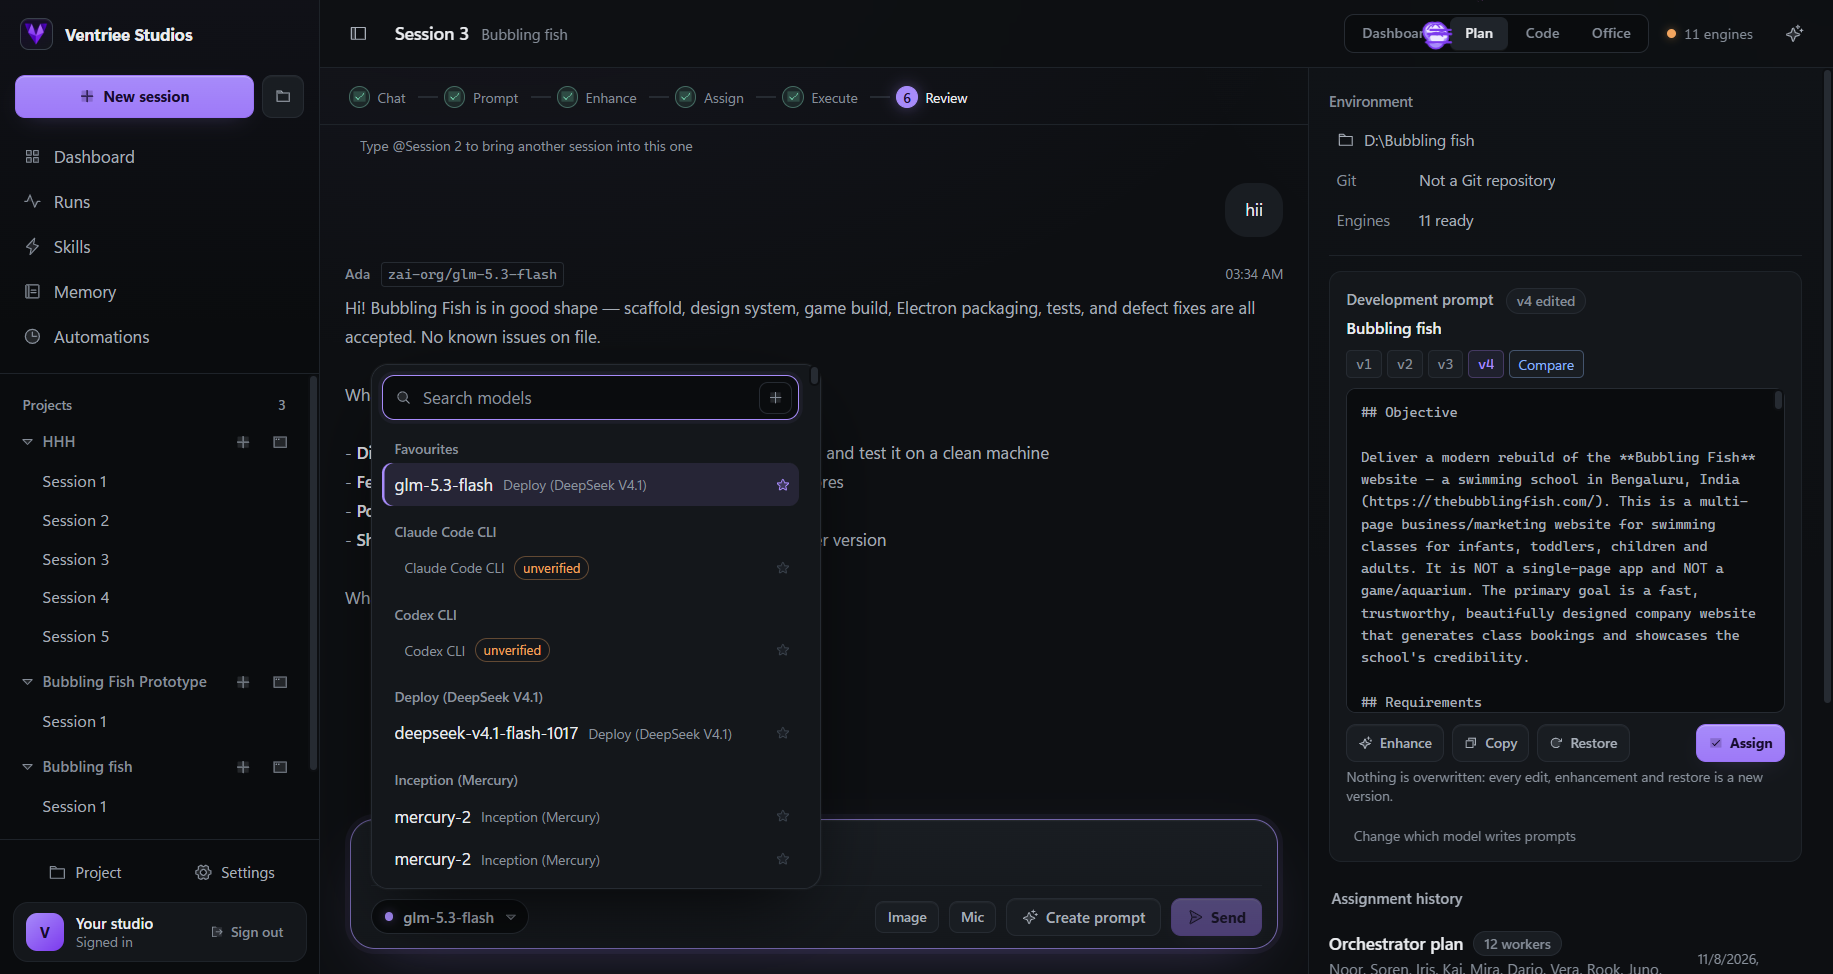 Ventriee Studios
New session
Dashboard
Runs
Skills
Memory
Automations
Projects 3
HHH
Session 1
Session 2
Session 3
Session 4
Session 5
Bubbling Fish Prototype
Session 1
Bubbling fish
Session 1
Project Settings
V
Your studio
Signed in
Sign out
Session 3 Bubbling fish
Plan Code Office
11 engines
Chat Prompt Enhance Assign Execute 6 Review
Type @Session 2 to bring another session into this one
hii
Ada zai-org/glm-5.3-flash 03:34 AM
Hi! Bubbling Fish is in good shape — scaffold, design system, game build, Electron packaging, tests, and defect fixes are all
accepted. No known issues on file.
and test it on a clean machine
version
Search models
Favourites
glm-5.3-flash Deploy (DeepSeek V4.1)
Claude Code CLI
Claude Code CLI unverified
Codex CLI
Codex CLI unverified
Deploy (DeepSeek V4.1)
deepseek-v4.1-flash-1017 Deploy (DeepSeek V4.1)
Inception (Mercury)
mercury-2 Inception (Mercury)
mercury-2 Inception (Mercury)
glm-5.3-flash
Image Mic Create prompt Send
Environment
D:\Bubbling fish
Git Not a Git repository
Engines 11 ready
Development prompt v4 edited
Bubbling fish
v1 v2 v3 v4 Compare
## Objective
Deliver a modern rebuild of the **Bubbling Fish**
website — a swimming school in Bengaluru, India
(https://thebubblingfish.com/). This is a multi-
page business/marketing website for swimming
classes for infants, toddlers, children and
adults. It is NOT a single-page app and NOT a
game/aquarium. The primary goal is a fast,
trustworthy, beautifully designed company website
that generates class bookings and showcases the
school's credibility.
## Requirements
Enhance Copy Restore Assign
Nothing is overwritten: every edit, enhancement and restore is a new
version.
Change which model writes prompts
Assignment history
Orchestrator plan 12 workers
11/8/2026,
Noor, Soren, Iris, Kai, Mira, Dario, Vera, Rook, Juno,